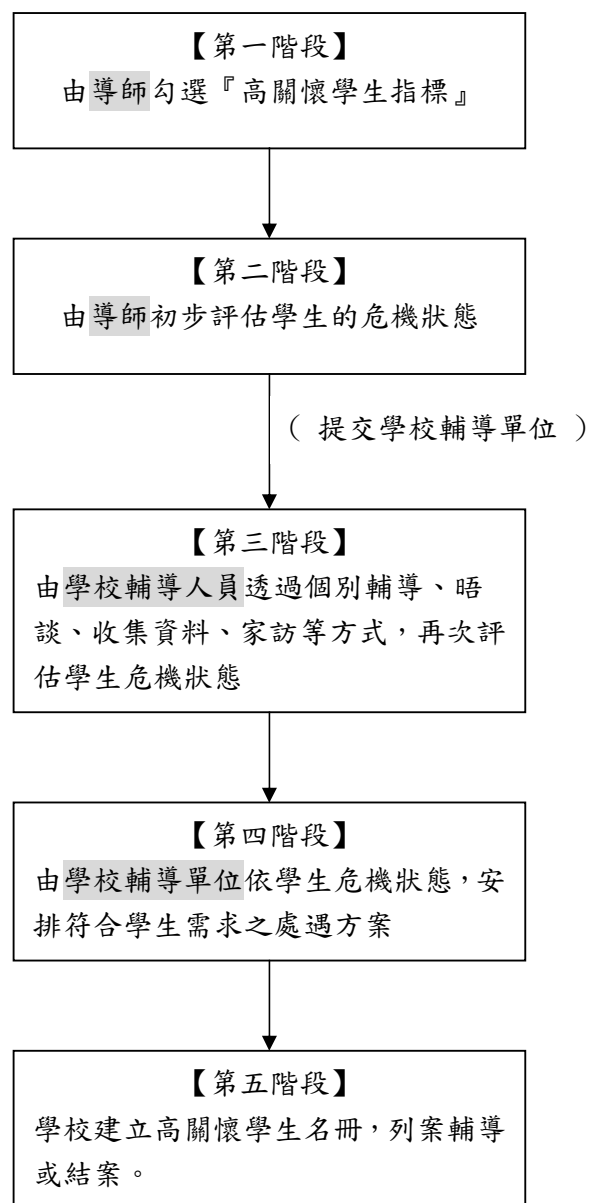 【第一階段】
由導師勾選『高關懷學生指標』
【第二階段】
由導師初步評估學生的危機狀態
（ 提交學校輔導單位 ）
【第三階段】
由學校輔導人員透過個別輔導、晤
談、收集資料、家訪等方式，再次評
估學生危機狀態
【第四階段】
由學校輔導單位依學生危機狀態，安
排符合學生需求之處遇方案
【第五階段】
學校建立高關懷學生名冊，列案輔導
或結案。